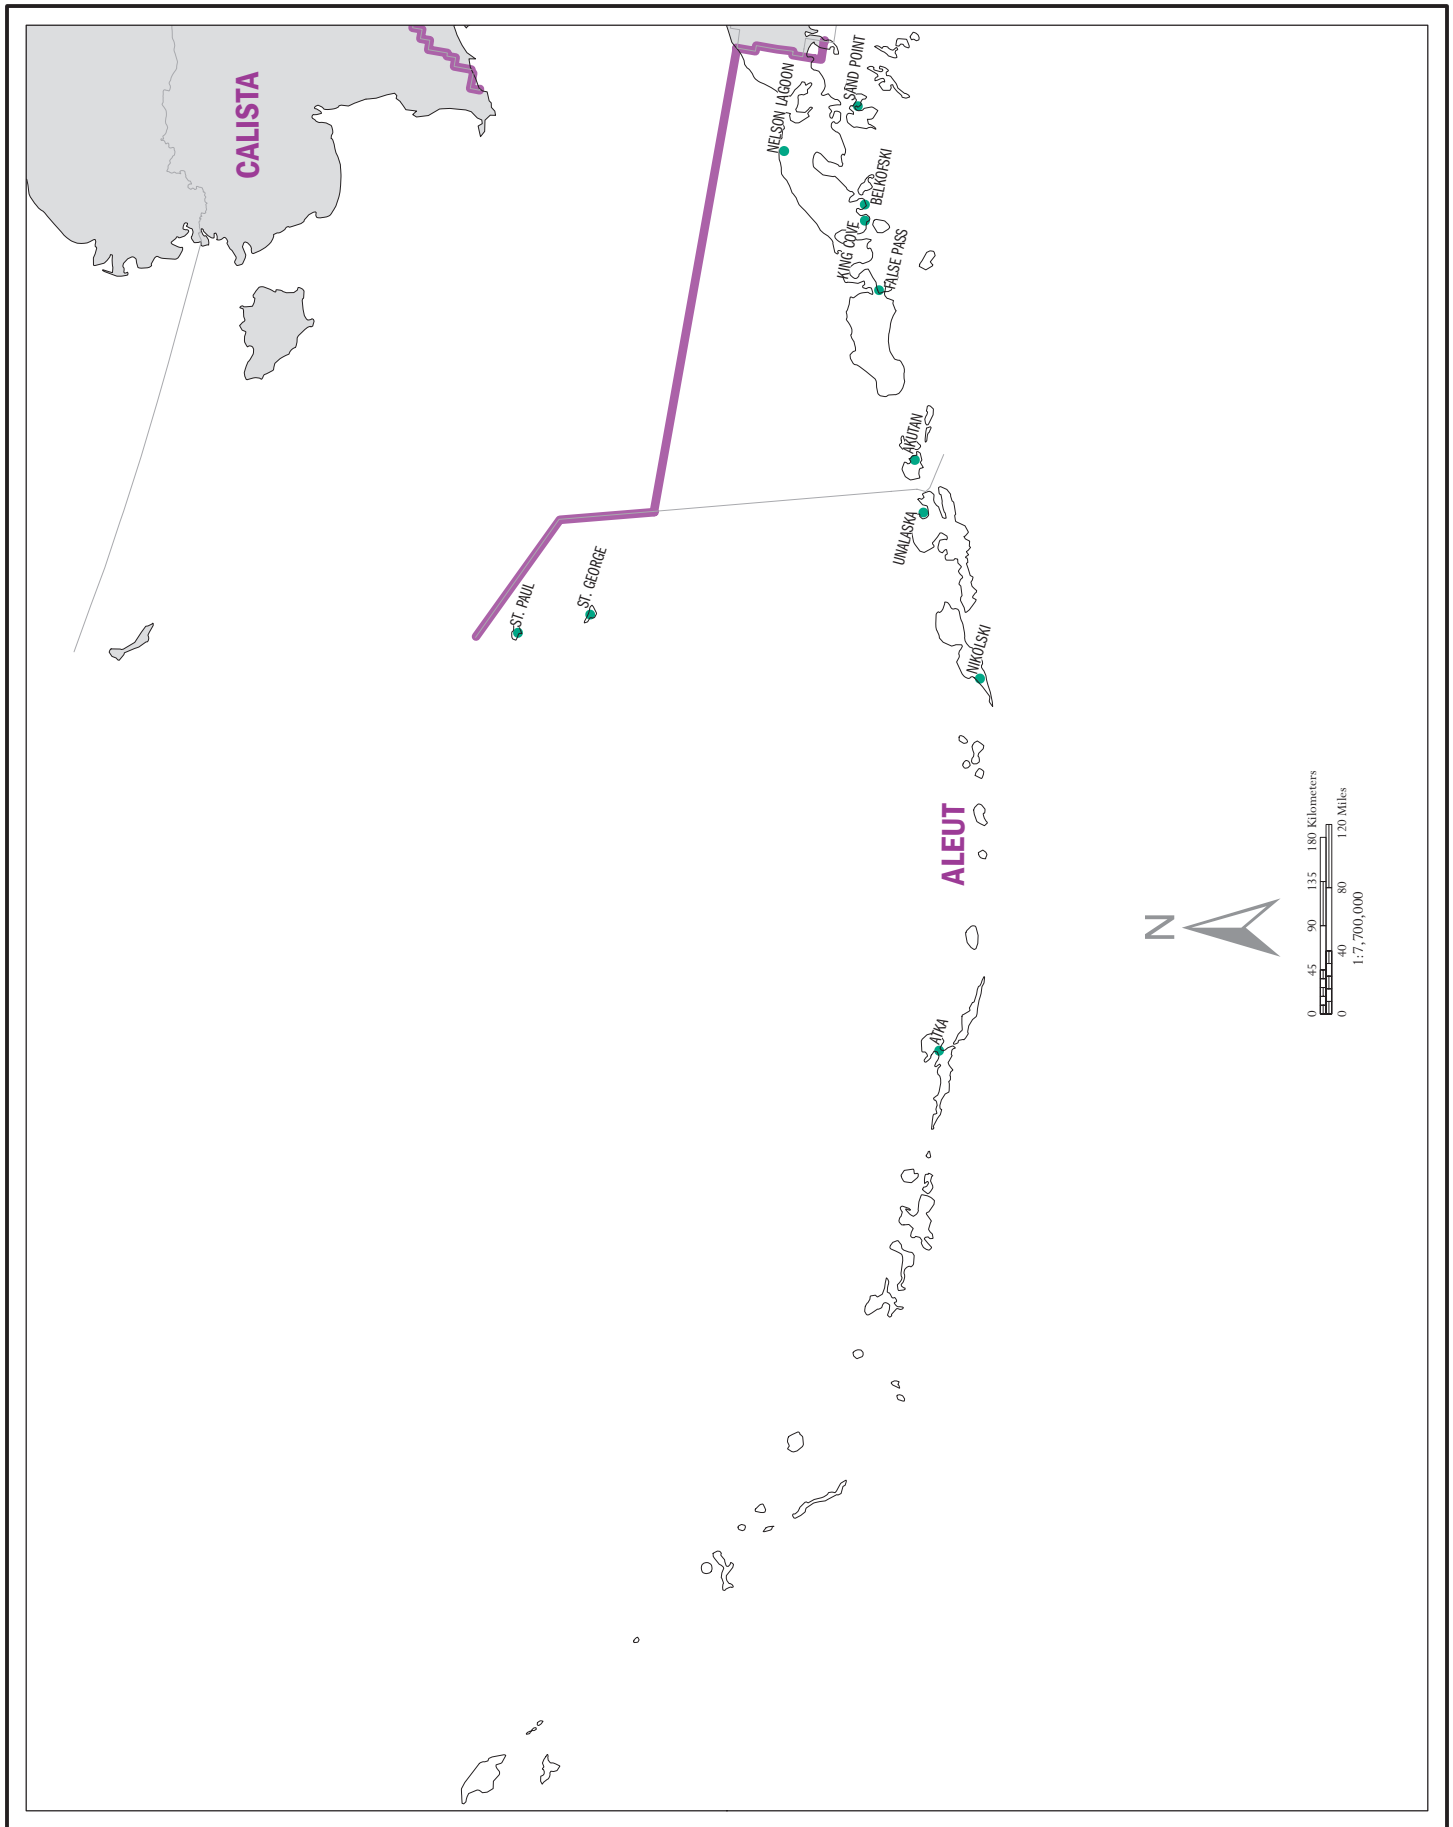 CALISTA
NELSON LAGOON
SAND POINT
BELKOFSKI
KING COVE
FALSE PASS
AKUTAN
UNALASKA
ST. PAUL
ST. GEORGE
NIKOLSKI
ALEUT
ATKA
N
0 45 90 135 180 Kilometers
0 40 80 120 Miles
1:7,700,000